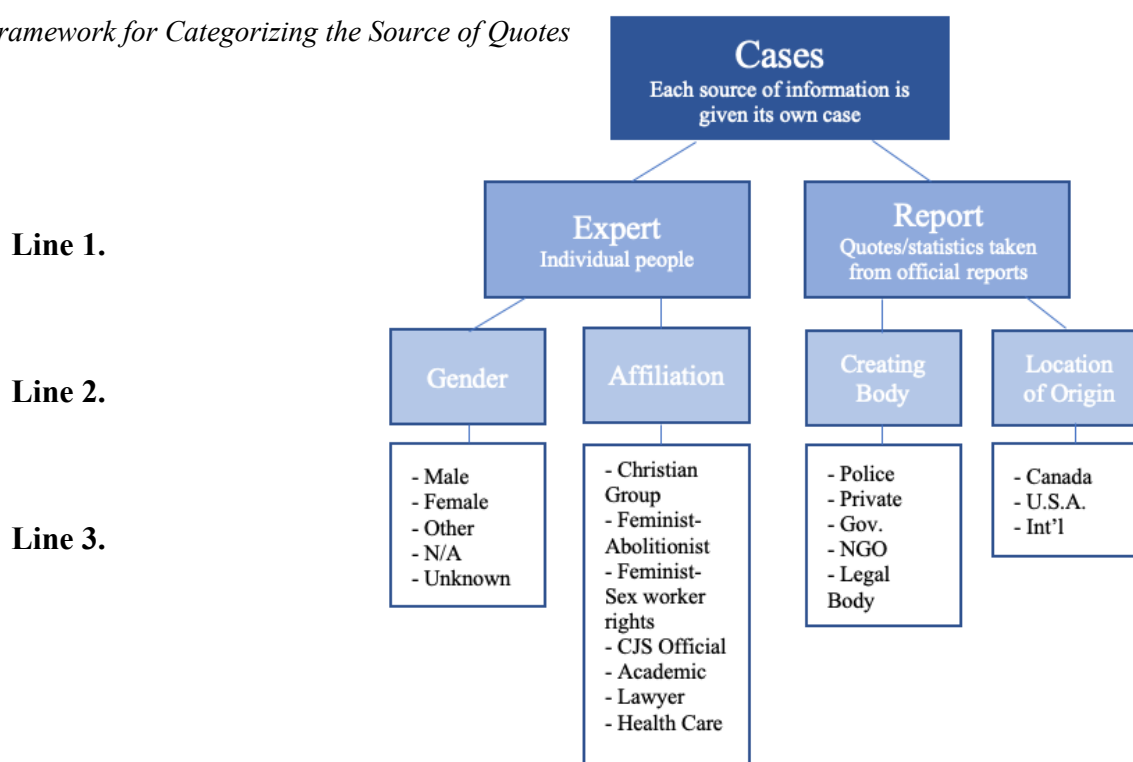 ramework for Categorizing the Source of Quotes
Cases
Each source of information is
given its own case
Line 1.
Expert
Individual people
Report
Quotes/statistics taken
from official reports
Line 2.
Gender
Affiliation
Creating
Body
Location
of Origin
Line 3.
- Male
- Female
- Other
- N/A
- Unknown
- Christian
Group
- Feminist-
Abolitionist
- Feminist-
Sex worker
rights
- CJS Official
- Academic
- Lawyer
- Health Care
- Police
- Private
- Gov.
- NGO
- Legal
Body
- Canada
- U.S.A.
- Int’l